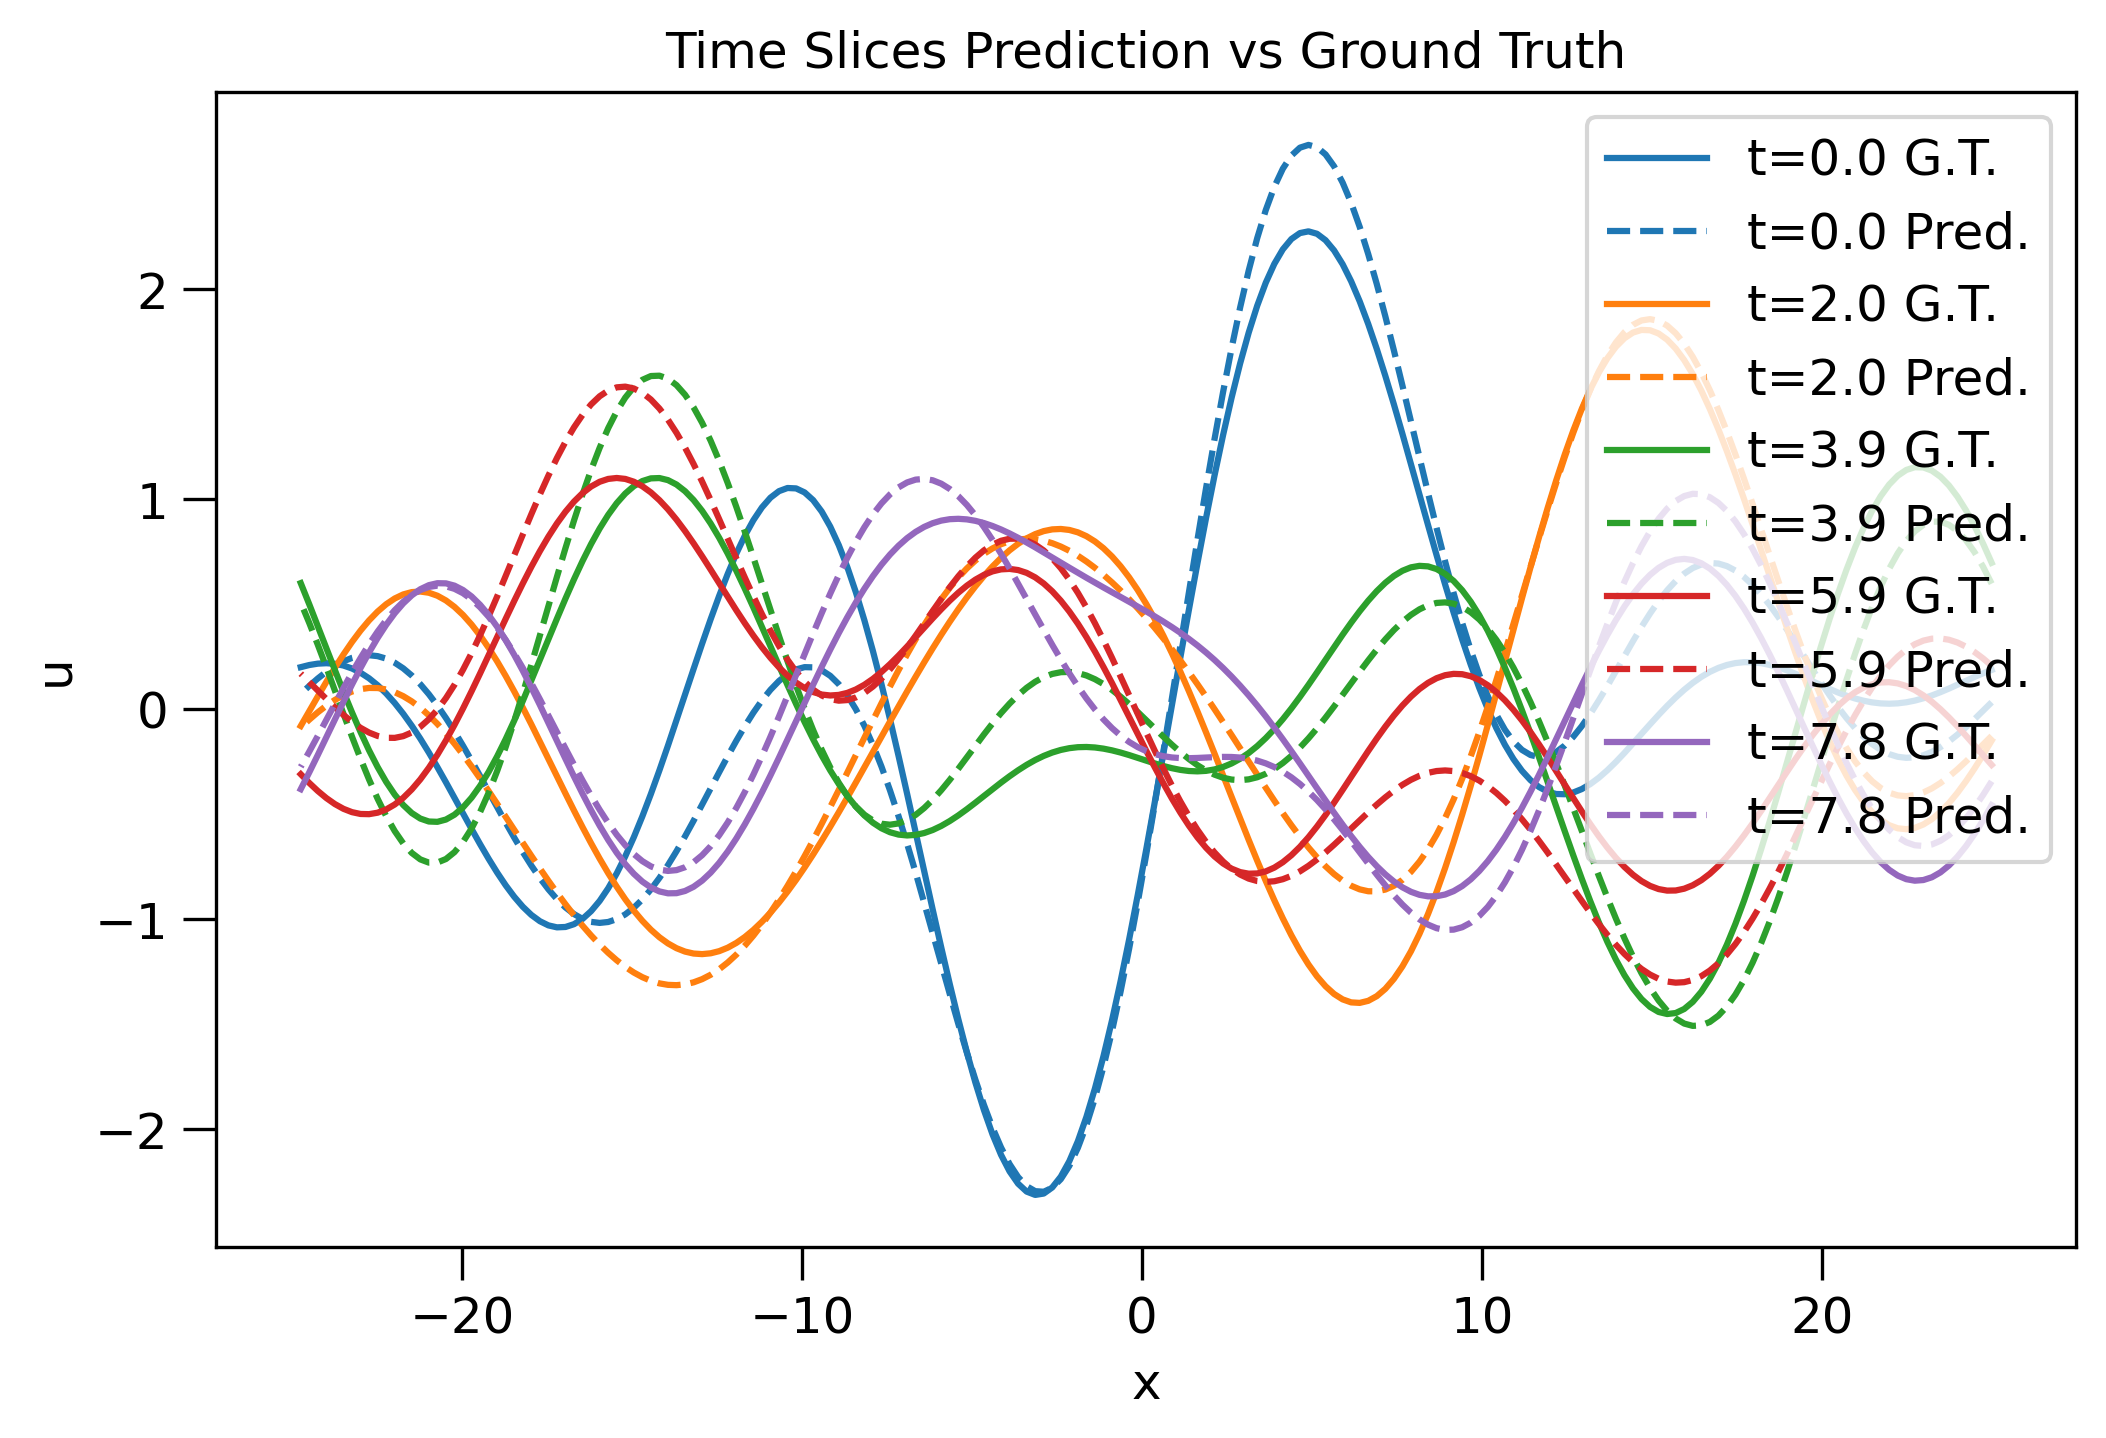 Time Slices Prediction vs Ground Truth
t=0.0 G.T.
t=0.0 Pred.
t=2.0 G.T.
t=2.0 Pred.
t=3.9 G.T.
t=3.9 Pred.
t=5.9 G.T.
t=5.9 Pred.
t=7.8 G.T.
t=7.8 Pred.
u
2
1
0
−1
−2
−20 −10 0 10 20
x